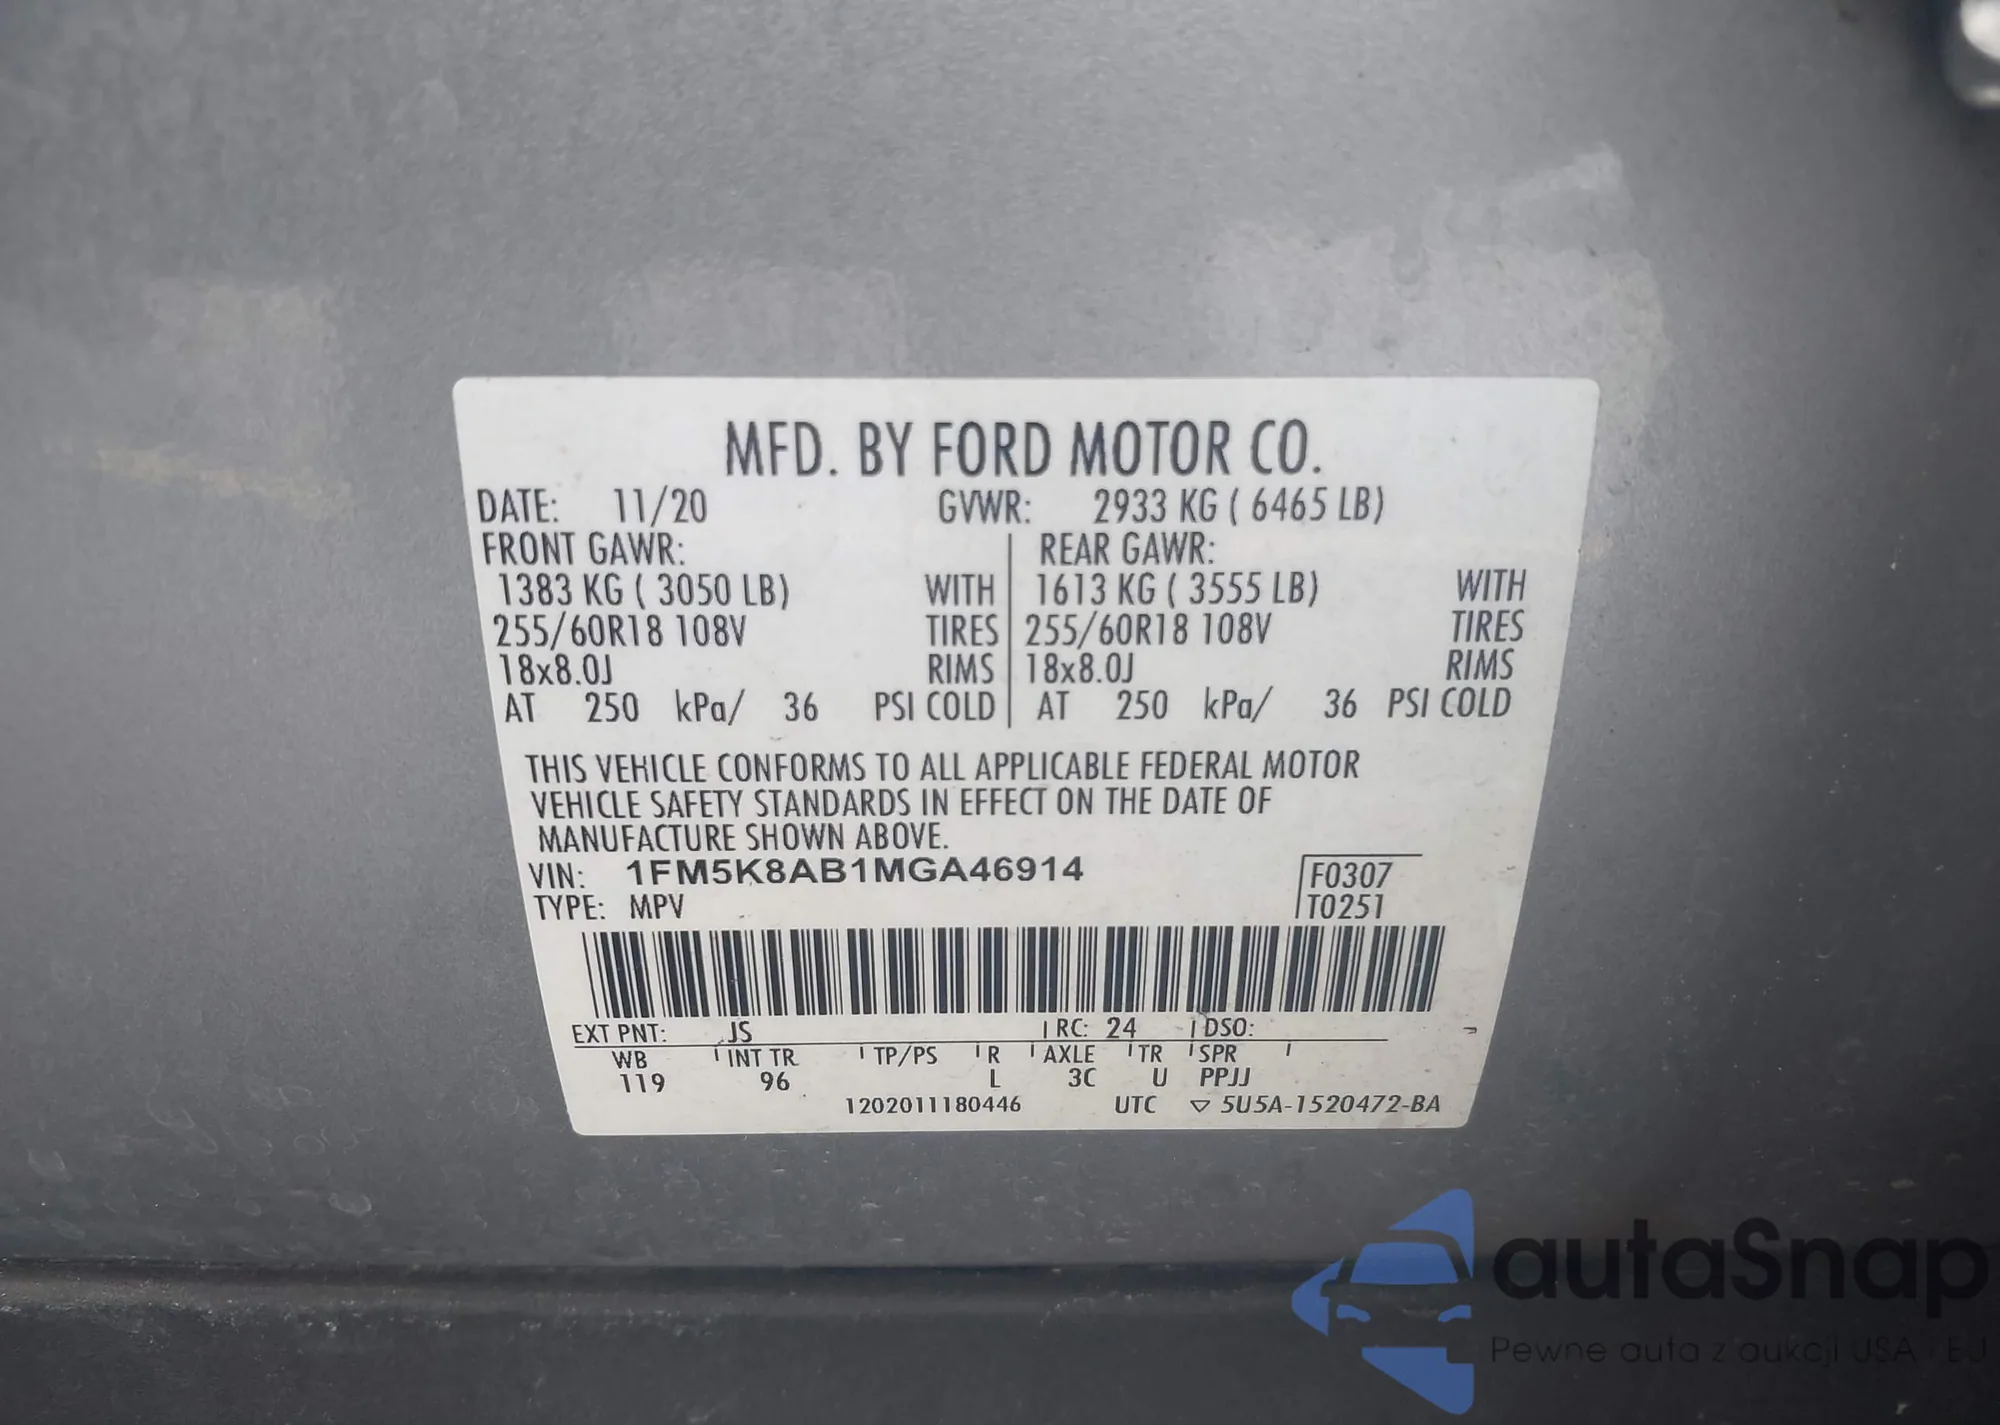 MFD. BY FORD MOTOR CO.
DATE: 11/20 GVWR: 2933 KG ( 6465 LB)
FRONT GAWR: REAR GAWR:
1383 KG ( 3050 LB) WITH 1613 KG ( 3555 LB) WITH
255/60R18 108V TIRES 255/60R18 108V TIRES
18x8.0J RIMS 18x8.0J RIMS
AT 250 kPa/ 36 PSI COLD AT 250 kPa/ 36 PSI COLD
THIS VEHICLE CONFORMS TO ALL APPLICABLE FEDERAL MOTOR
VEHICLE SAFETY STANDARDS IN EFFECT ON THE DATE OF
MANUFACTURE SHOWN ABOVE.
VIN: 1FM5K8AB1MGA46914 F0307
TYPE: MPV T0251
EXT PNT: JS RC: 24 DSO:
WB INT TR TP/PS R AXLE TR SPR
119 96 L 3C U PPJJ
1202011180446 UTC ▽ 5U5A-1520472-BA
autaSnap
Pewne auta z aukcji USA i EU